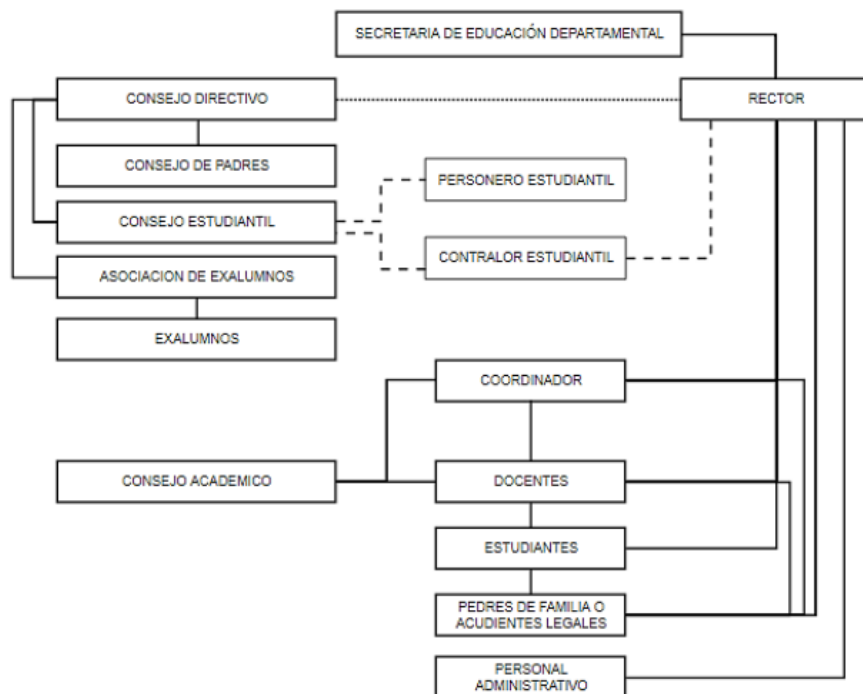 SECRETARIA DE EDUCACIÓN DEPARTAMENTAL
CONSEJO DIRECTIVO
RECTOR
CONSEJO DE PADRES
PERSONERO ESTUDIANTIL
CONSEJO ESTUDIANTIL
CONTRALOR ESTUDIANTIL
ASOCIACION DE EXALUMNOS
EXALUMNOS
COORDINADOR
CONSEJO ACADEMICO
DOCENTES
ESTUDIANTES
PEDRES DE FAMILIA O
ACUDIENTES LEGALES
PERSONAL
ADMINISTRATIVO